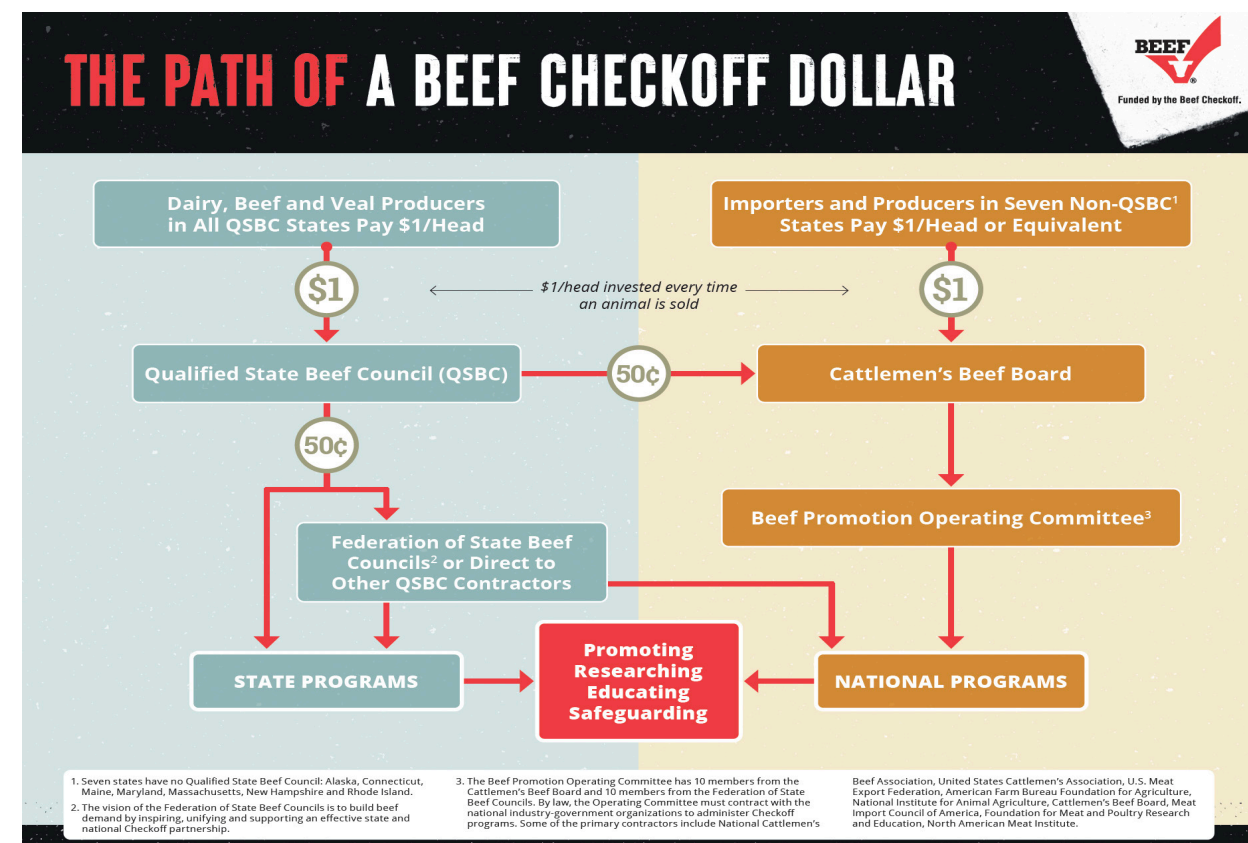 THE PATH OF A BEEF CHECKOFF DOLLAR
BEEF
®
Funded by the Beef Checkoff.
Dairy, Beef and Veal Producers
in All QSBC States Pay $1/Head
Importers and Producers in Seven Non-QSBC¹
States Pay $1/Head or Equivalent
$1
$1/head invested every time
an animal is sold
$1
Qualified State Beef Council (QSBC)
50¢
Cattlemen’s Beef Board
50¢
Beef Promotion Operating Committee³
Federation of State Beef
Councils² or Direct to
Other QSBC Contractors
STATE PROGRAMS
Promoting
Researching
Educating
Safeguarding
NATIONAL PROGRAMS
1. Seven states have no Qualified State Beef Council: Alaska, Connecticut,
Maine, Maryland, Massachusetts, New Hampshire and Rhode Island.
2. The vision of the Federation of State Beef Councils is to build beef
demand by inspiring, unifying and supporting an effective state and
national Checkoff partnership.
3. The Beef Promotion Operating Committee has 10 members from the
Cattlemen’s Beef Board and 10 members from the Federation of State
Beef Councils. By law, the Operating Committee must contract with the
national industry-government organizations to administer Checkoff
programs. Some of the primary contractors include National Cattlemen’s
Beef Association, United States Cattlemen’s Association, U.S. Meat
Export Federation, American Farm Bureau Foundation for Agriculture,
National Institute for Animal Agriculture, Cattlemen’s Beef Board, Meat
Import Council of America, Foundation for Meat and Poultry Research
and Education, North American Meat Institute.